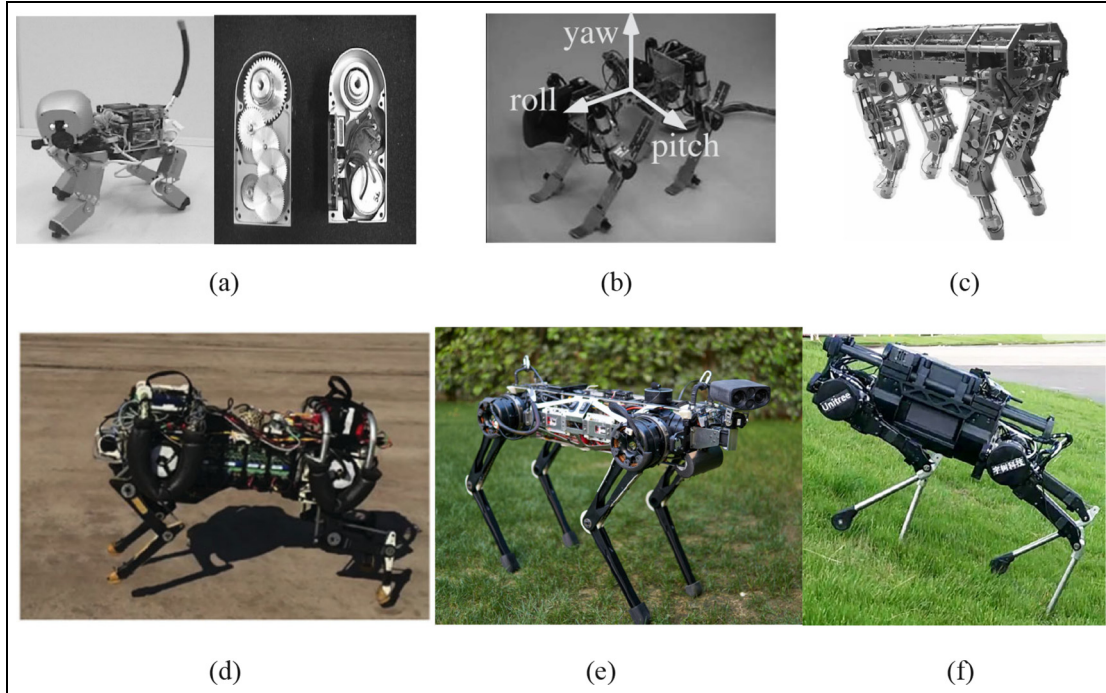 yaw
roll
pitch
(a)
(b)
(c)
Unitree
宇树科技
(d)
(e)
(f)